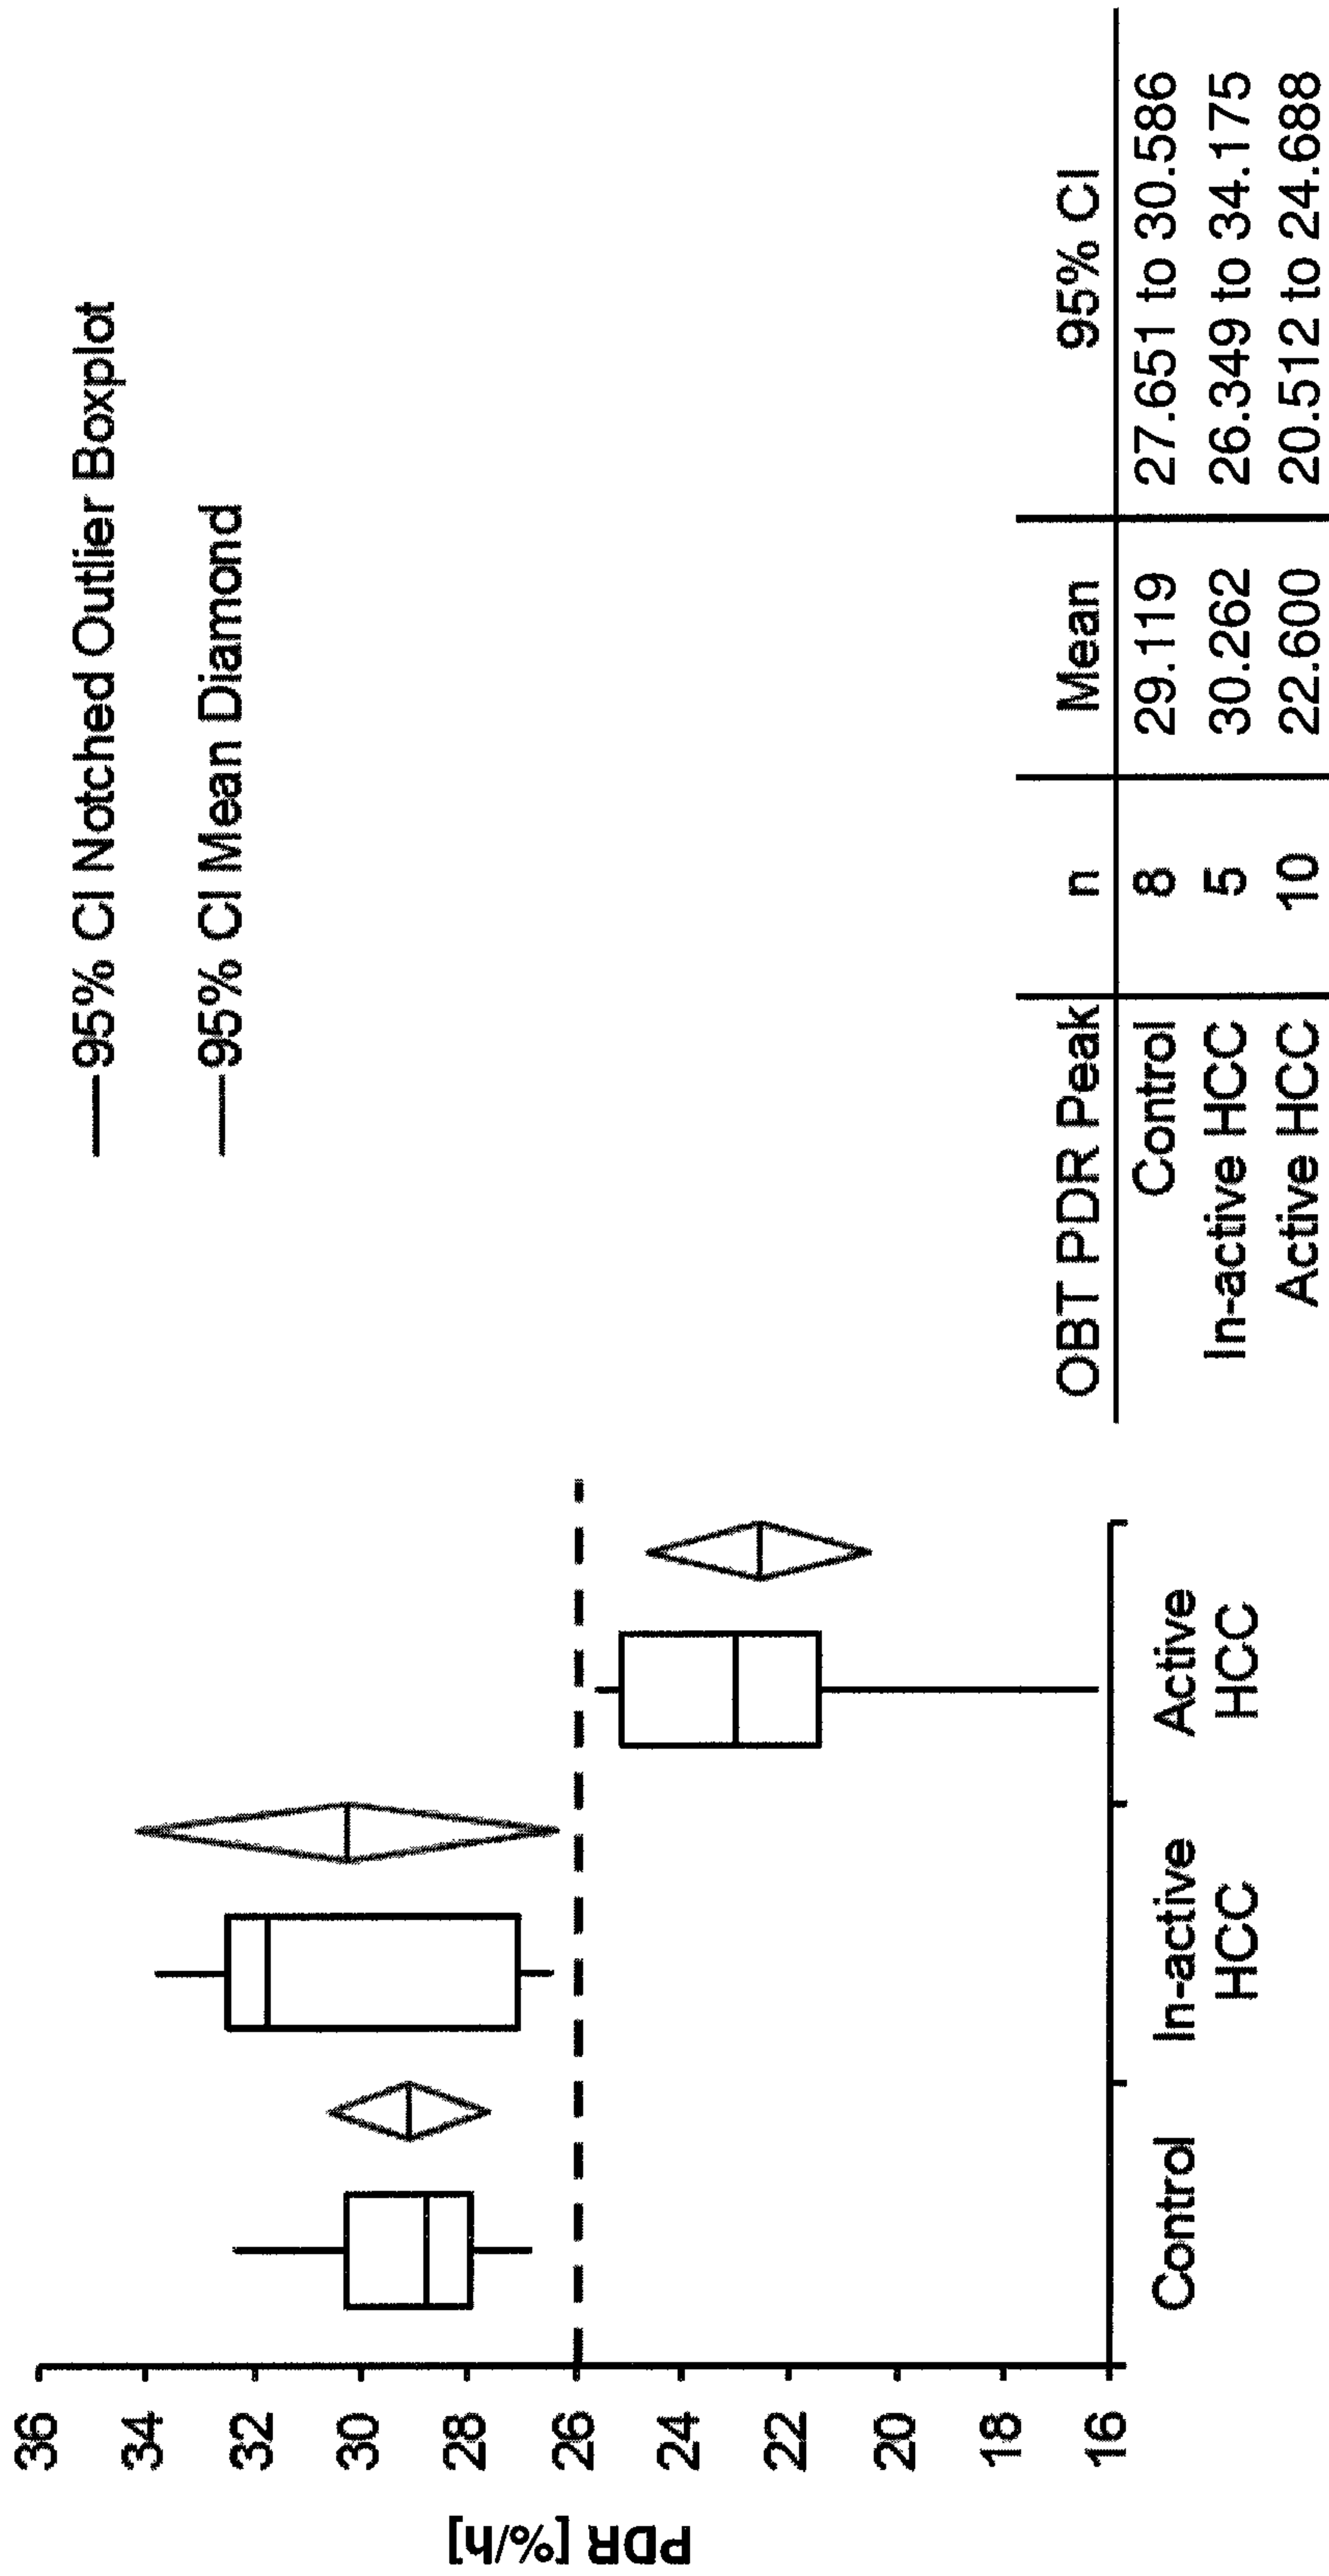 95% CI Notched Outlier Boxplot
95% CI Mean Diamond
PDR [%/h]
36
34
32
30
28
26
24
22
20
18
16
Control
In-active
HCC
Active
HCC
OBT PDR Peak n Mean 95% CI
Control 8 29.119 27.651 to 30.586
In-active HCC 5 30.262 26.349 to 34.175
Active HCC 10 22.600 20.512 to 24.688